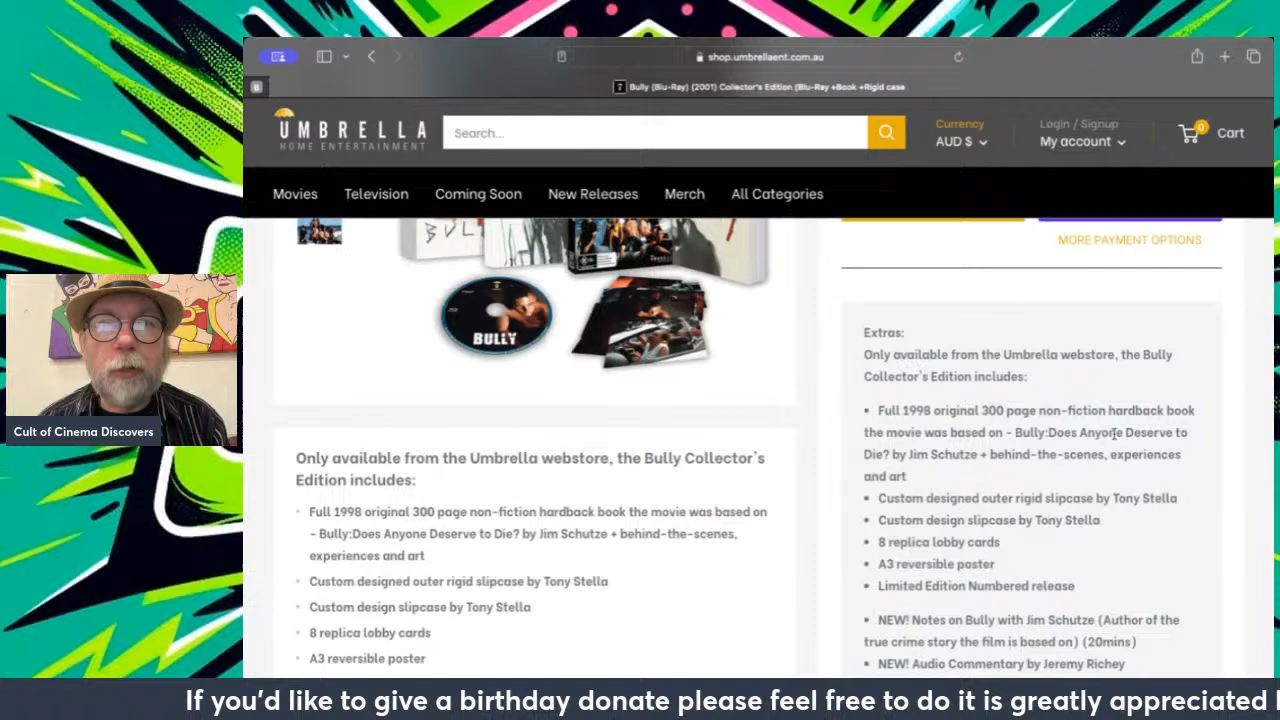 shop.umbrellaent.com.au
Bully (Blu-Ray) (2001) Collector's Edition (Blu-Ray +Book +Rigid case
UMBRELLA
HOME ENTERTAINMENT
Search...
Currency
AUD $
Login / Signup
My account
0
Cart
Movies
Television
Coming Soon
New Releases
Merch
All Categories
MORE PAYMENT OPTIONS
BULLY
Only available from the Umbrella webstore, the Bully Collector's
Edition includes:
Full 1998 original 300 page non-fiction hardback book the movie was based on
- Bully:Does Anyone Deserve to Die? by Jim Schutze + behind-the-scenes,
experiences and art
Custom designed outer rigid slipcase by Tony Stella
Custom design slipcase by Tony Stella
8 replica lobby cards
A3 reversible poster
Extras:
Only available from the Umbrella webstore, the Bully
Collector's Edition includes:
• Full 1998 original 300 page non-fiction hardback book
the movie was based on - Bully:Does Anyone Deserve to
Die? by Jim Schutze + behind-the-scenes, experiences
and art
• Custom designed outer rigid slipcase by Tony Stella
• Custom design slipcase by Tony Stella
• 8 replica lobby cards
• A3 reversible poster
• Limited Edition Numbered release
• NEW! Notes on Bully with Jim Schutze (Author of the
true crime story the film is based on) (20mins)
• NEW! Audio Commentary by Jeremy Richey
Cult of Cinema Discovers
If you'd like to give a birthday donate please feel free to do it is greatly appreciated